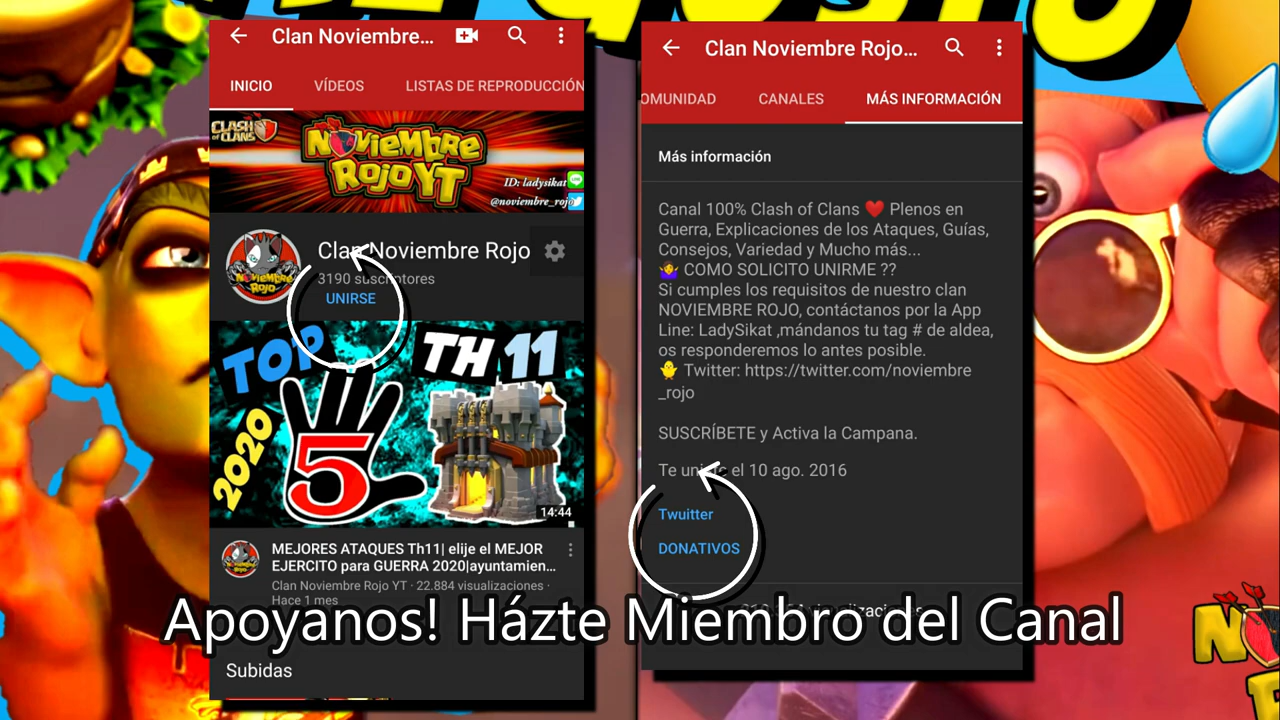 Clan Noviembre...
INICIO
VÍDEOS
LISTAS DE REPRODUCCIÓN
CLASH
OF CLANS
NOVIEMBRE
ROJO YT
ID: ladysikat
LINE
@noviembre_rojo
NOVIEMBRE
ROJO
Clan Noviembre Rojo
3190 suscriptores
UNIRSE
TOP
TH 11
2020
5
14:44
MEJORES ATAQUES Th11| elije el MEJOR
EJERCITO para GUERRA 2020|ayuntamien...
Clan Noviembre Rojo YT · 22.884 visualizaciones ·
Hace 1 mes
Subidas
Clan Noviembre Rojo...
OMUNIDAD
CANALES
MÁS INFORMACIÓN
Más información
Canal 100% Clash of Clans ❤️ Plenos en
Guerra, Explicaciones de los Ataques, Guías,
Consejos, Variedad y Mucho más...
🤷‍♀️ COMO SOLICITO UNIRME ??
Si cumples los requisitos de nuestro clan
NOVIEMBRE ROJO, contáctanos por la App
Line: LadySikat ,mándanos tu tag # de aldea,
os responderemos lo antes posible.
🐥 Twitter: https://twitter.com/noviembre
_rojo
SUSCRÍBETE y Activa la Campana.
Te uniste el 10 ago. 2016
Twuitter
DONATIVOS
Apoyanos! Házte Miembro del Canal